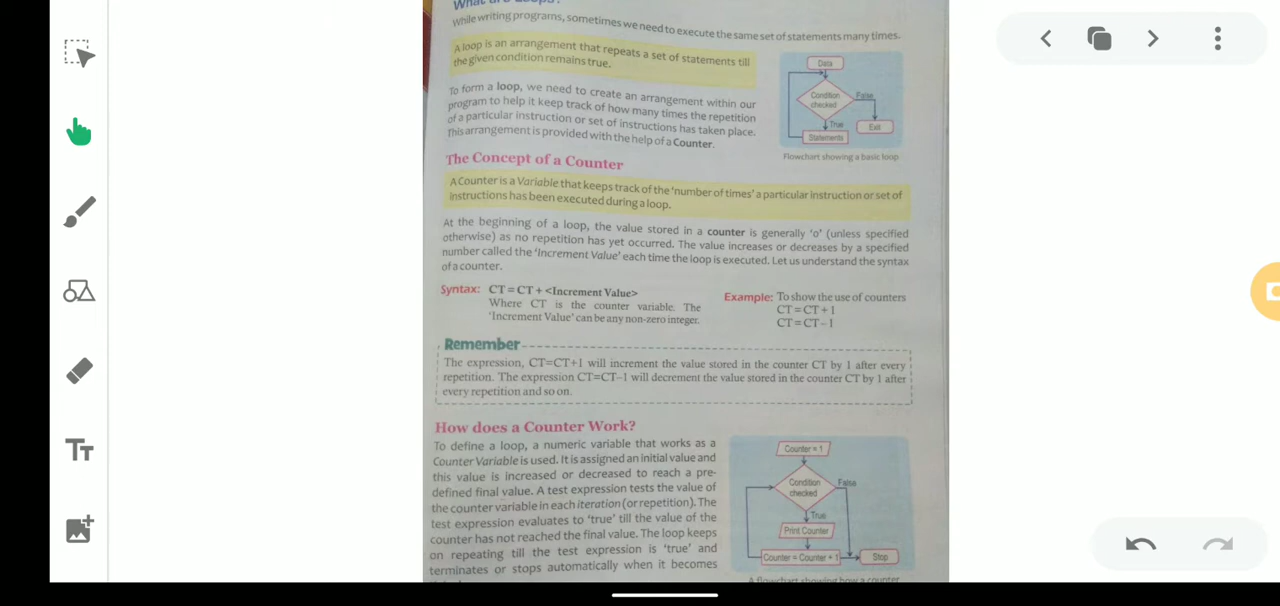 What are Loops?
While writing programs, sometimes we need to execute the same set of statements many times.
A loop is an arrangement that repeats a set of statements till
the given condition remains true.
To form a loop, we need to create an arrangement within our
program to help it keep track of how many times the repetition
of a particular instruction or set of instructions has taken place.
This arrangement is provided with the help of a Counter.
Data
Condition
checked
False
True
Exit
Statements
Flowchart showing a basic loop
The Concept of a Counter
A Counter is a Variable that keeps track of the 'number of times' a particular instruction or set of
instructions has been executed during a loop.
At the beginning of a loop, the value stored in a counter is generally 'o' (unless specified
otherwise) as no repetition has yet occurred. The value increases or decreases by a specified
number called the 'Increment Value' each time the loop is executed. Let us understand the syntax
of a counter.
Syntax: CT = CT + <Increment Value>
Where CT is the counter variable. The
'Increment Value' can be any non-zero integer.
Example: To show the use of counters
CT = CT + 1
CT = CT – 1
Remember
The expression, CT=CT+1 will increment the value stored in the counter CT by 1 after every
repetition. The expression CT=CT–1 will decrement the value stored in the counter CT by 1 after
every repetition and so on.
How does a Counter Work?
To define a loop, a numeric variable that works as a
Counter Variable is used. It is assigned an initial value and
this value is increased or decreased to reach a pre-
defined final value. A test expression tests the value of
the counter variable in each iteration (or repetition). The
test expression evaluates to 'true' till the value of the
counter has not reached the final value. The loop keeps
on repeating till the test expression is 'true' and
terminates or stops automatically when it becomes
Counter = 1
Condition
checked
False
True
Print Counter
Counter = Counter + 1
Stop
A flowchart showing how a counter
Tт